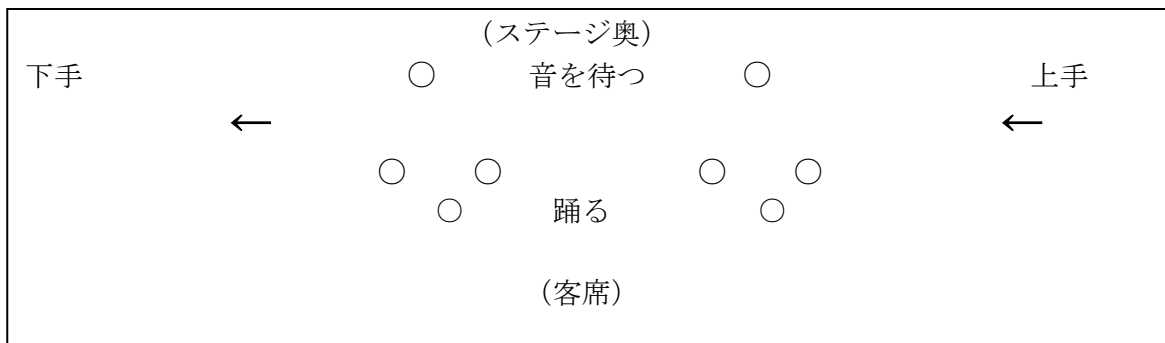 (ステージ奥)
下手 ○ 音を待つ ○ 上手
← ←
○ ○ ○ ○
○ 踊る ○
(客席)